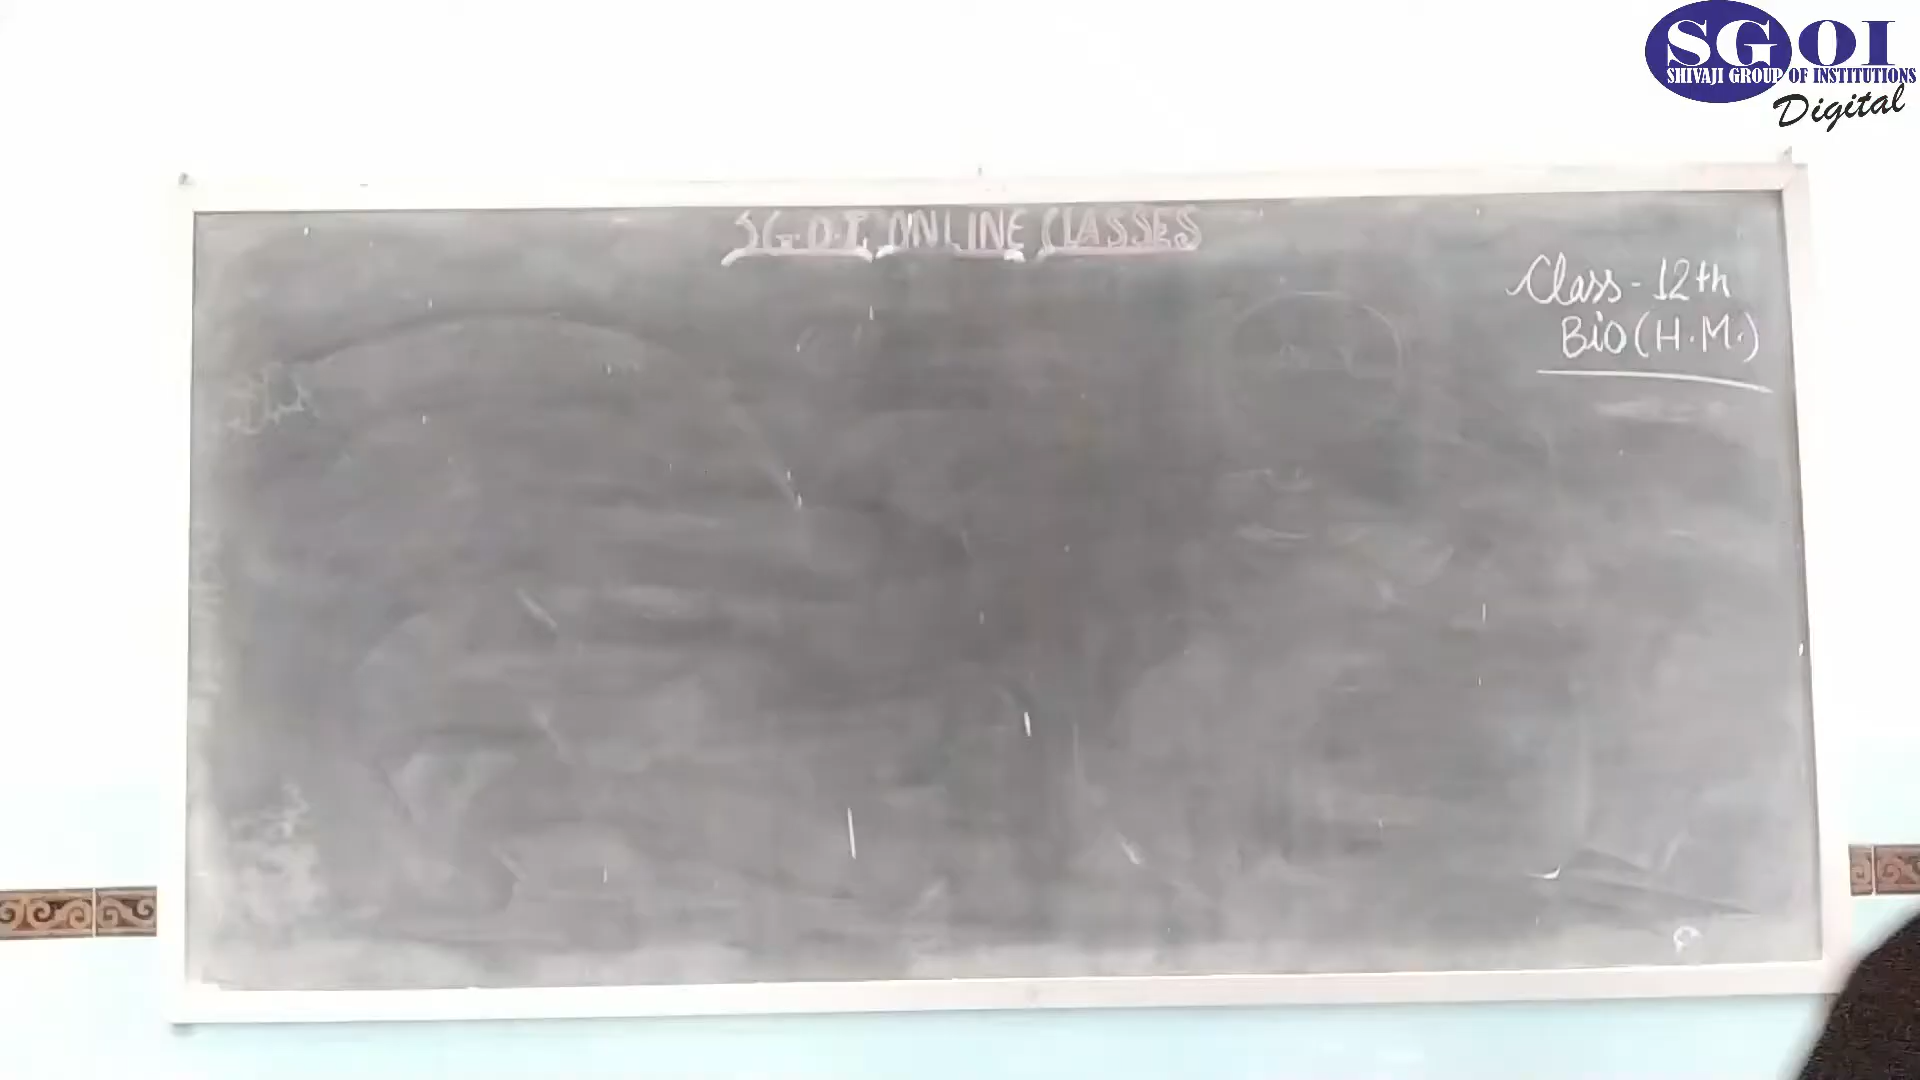 SGOI
SHIVAJI GROUP OF INSTITUTIONS
Digital
S.G.O.I. ONLINE CLASSES
Class - 12th
Bio (H.M.)